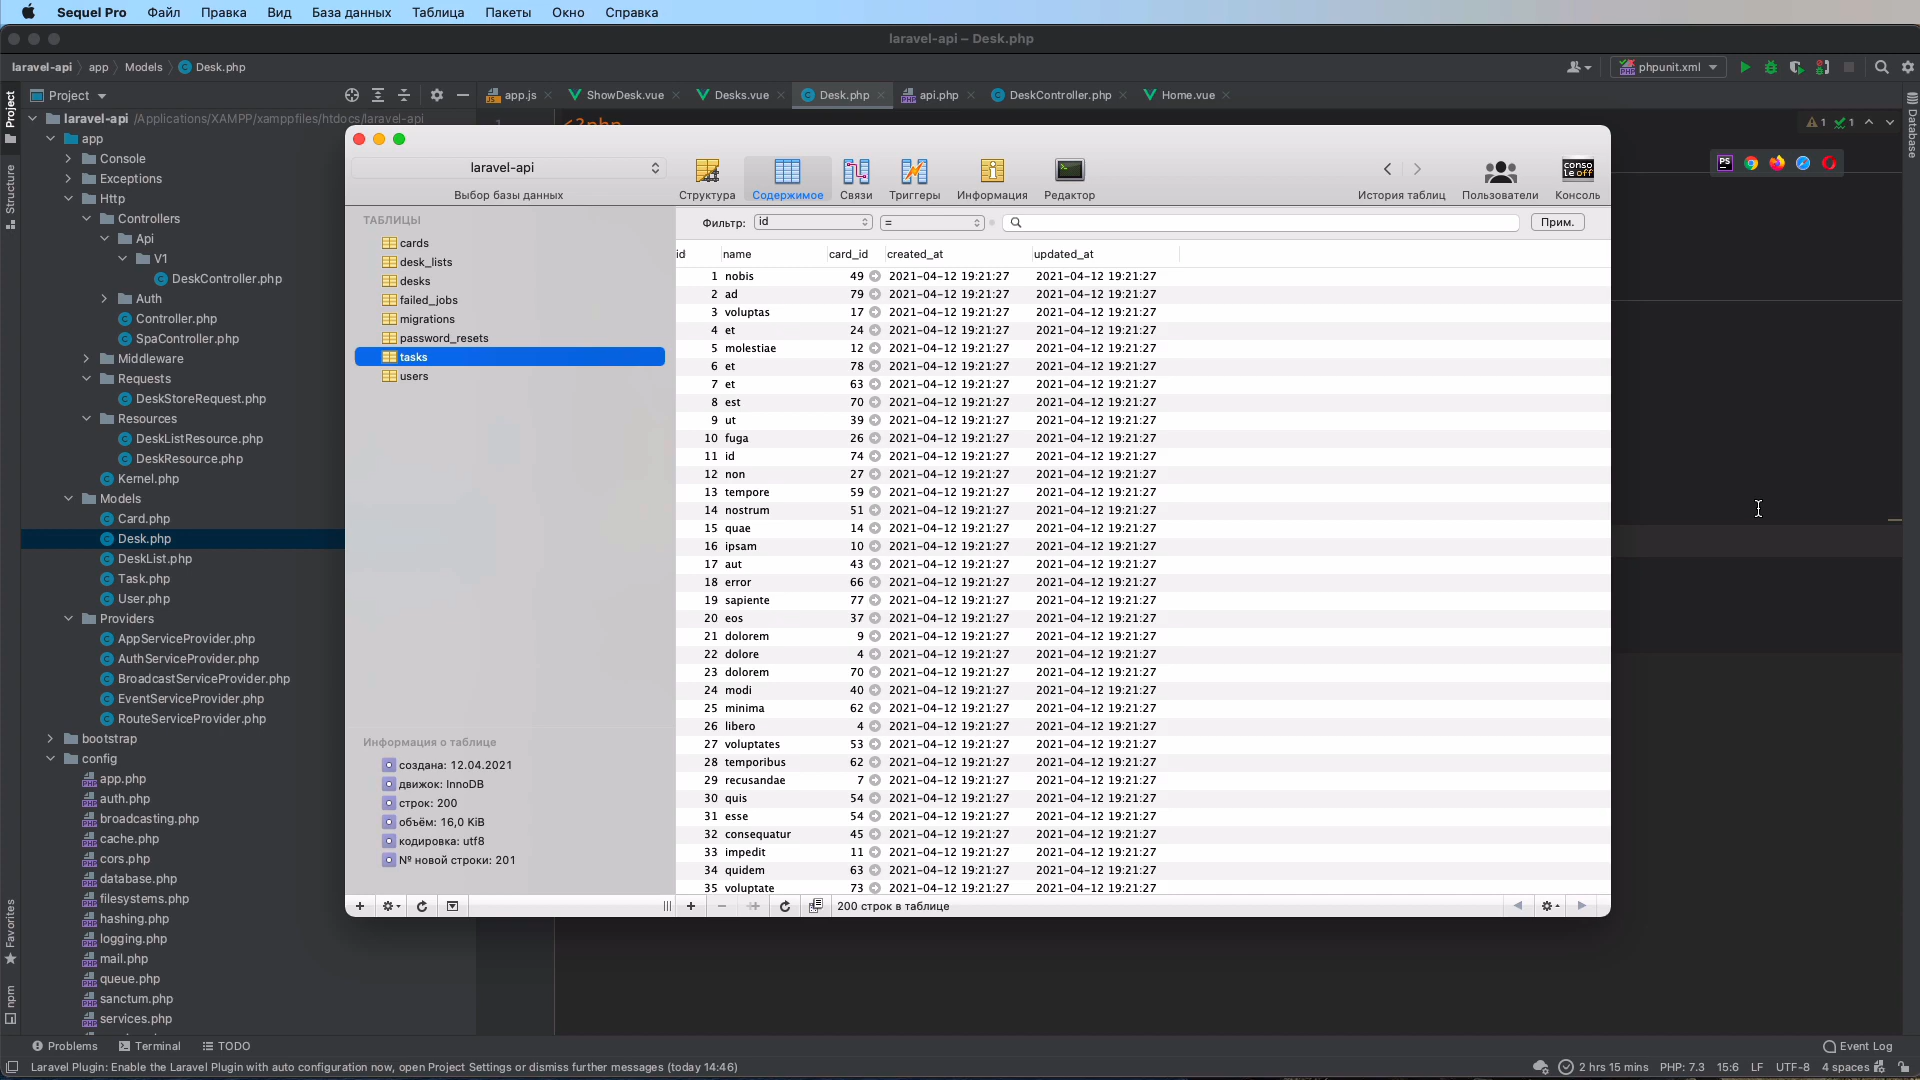 Sequel Pro Файл Правка Вид База данных Таблица Пакеты Окно Справка
laravel-api – Desk.php
laravel-api app Models Desk.php
phpunit.xml
Project
app.js ShowDesk.vue Desks.vue Desk.php api.php DeskController.php Home.vue
laravel-api /Applications/XAMPP/xamppfiles/htdocs/laravel-api
app
Console
Exceptions
Http
Controllers
Api
V1
DeskController.php
Auth
Controller.php
SpaController.php
Middleware
Requests
DeskStoreRequest.php
Resources
DeskListResource.php
DeskResource.php
Kernel.php
Models
Card.php
Desk.php
DeskList.php
Task.php
User.php
Providers
AppServiceProvider.php
AuthServiceProvider.php
BroadcastServiceProvider.php
EventServiceProvider.php
RouteServiceProvider.php
bootstrap
config
app.php
auth.php
broadcasting.php
cache.php
cors.php
database.php
filesystems.php
hashing.php
logging.php
mail.php
queue.php
sanctum.php
services.php
Project
Structure
Favorites
npm
Database
1
<?php
1 1
laravel-api
Выбор базы данных
Структура Содержимое Связи Триггеры Информация Редактор
История таблиц Пользователи Консоль
conso
le off
ТАБЛИЦЫ
cards
desk_lists
desks
failed_jobs
migrations
password_resets
tasks
users
Информация о таблице
создана: 12.04.2021
движок: InnoDB
строк: 200
объём: 16,0 KiB
кодировка: utf8
№ новой строки: 201
Фильтр: id = Прим.
id name card_id created_at updated_at
1 nobis 49 2021-04-12 19:21:27 2021-04-12 19:21:27
2 ad 79 2021-04-12 19:21:27 2021-04-12 19:21:27
3 voluptas 17 2021-04-12 19:21:27 2021-04-12 19:21:27
4 et 24 2021-04-12 19:21:27 2021-04-12 19:21:27
5 molestiae 12 2021-04-12 19:21:27 2021-04-12 19:21:27
6 et 78 2021-04-12 19:21:27 2021-04-12 19:21:27
7 et 63 2021-04-12 19:21:27 2021-04-12 19:21:27
8 est 70 2021-04-12 19:21:27 2021-04-12 19:21:27
9 ut 39 2021-04-12 19:21:27 2021-04-12 19:21:27
10 fuga 26 2021-04-12 19:21:27 2021-04-12 19:21:27
11 id 74 2021-04-12 19:21:27 2021-04-12 19:21:27
12 non 27 2021-04-12 19:21:27 2021-04-12 19:21:27
13 tempore 59 2021-04-12 19:21:27 2021-04-12 19:21:27
14 nostrum 51 2021-04-12 19:21:27 2021-04-12 19:21:27
15 quae 14 2021-04-12 19:21:27 2021-04-12 19:21:27
16 ipsam 10 2021-04-12 19:21:27 2021-04-12 19:21:27
17 aut 43 2021-04-12 19:21:27 2021-04-12 19:21:27
18 error 66 2021-04-12 19:21:27 2021-04-12 19:21:27
19 sapiente 77 2021-04-12 19:21:27 2021-04-12 19:21:27
20 eos 37 2021-04-12 19:21:27 2021-04-12 19:21:27
21 dolorem 9 2021-04-12 19:21:27 2021-04-12 19:21:27
22 dolore 4 2021-04-12 19:21:27 2021-04-12 19:21:27
23 dolorem 70 2021-04-12 19:21:27 2021-04-12 19:21:27
24 modi 40 2021-04-12 19:21:27 2021-04-12 19:21:27
25 minima 62 2021-04-12 19:21:27 2021-04-12 19:21:27
26 libero 4 2021-04-12 19:21:27 2021-04-12 19:21:27
27 voluptates 53 2021-04-12 19:21:27 2021-04-12 19:21:27
28 temporibus 62 2021-04-12 19:21:27 2021-04-12 19:21:27
29 recusandae 7 2021-04-12 19:21:27 2021-04-12 19:21:27
30 quis 54 2021-04-12 19:21:27 2021-04-12 19:21:27
31 esse 54 2021-04-12 19:21:27 2021-04-12 19:21:27
32 consequatur 45 2021-04-12 19:21:27 2021-04-12 19:21:27
33 impedit 11 2021-04-12 19:21:27 2021-04-12 19:21:27
34 quidem 63 2021-04-12 19:21:27 2021-04-12 19:21:27
35 voluptate 73 2021-04-12 19:21:27 2021-04-12 19:21:27
200 строк в таблице
Problems Terminal TODO Event Log
Laravel Plugin: Enable the Laravel Plugin with auto configuration now, open Project Settings or dismiss further messages (today 14:46)
2 hrs 15 mins PHP: 7.3 15:6 LF UTF-8 4 spaces